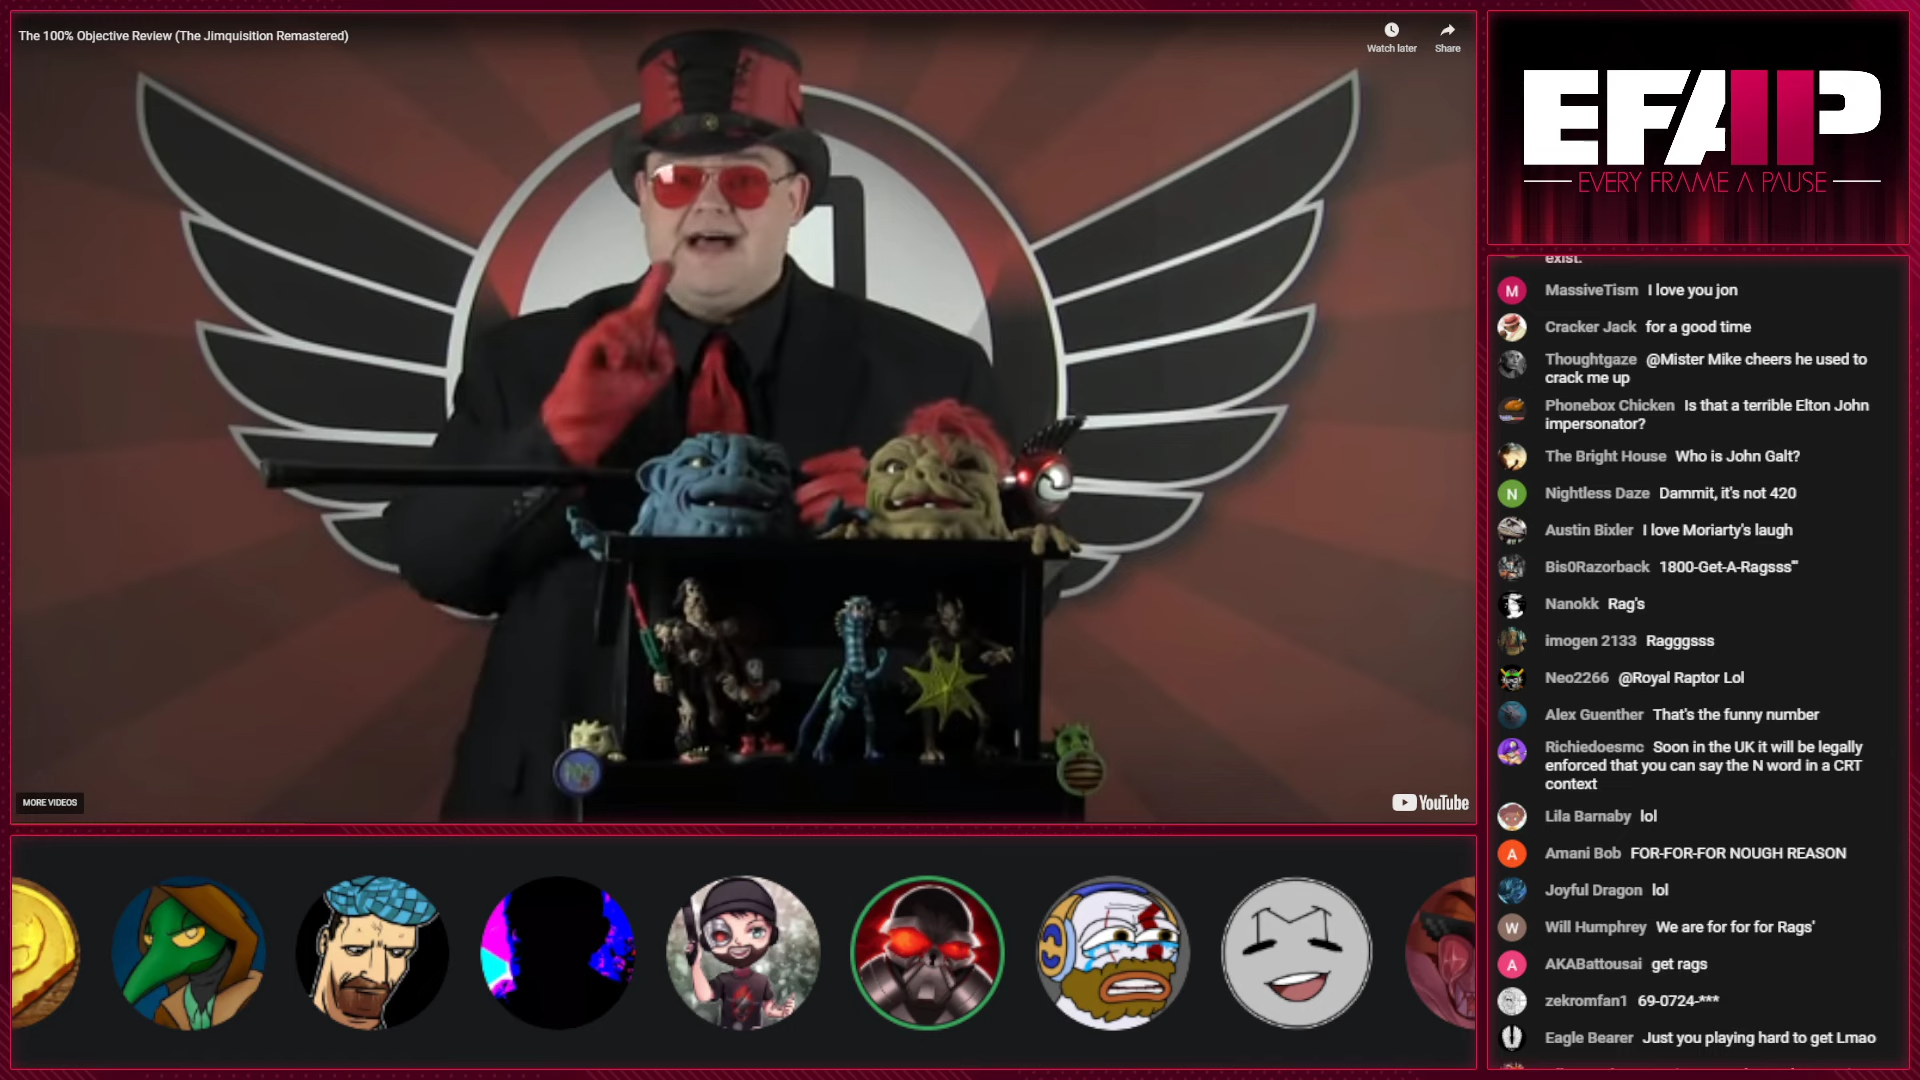 The 100% Objective Review (The Jimquisition Remastered)
Watch later
Share
MORE VIDEOS
YouTube
EFAP
EVERY FRAME A PAUSE
exist.
M
MassiveTism I love you jon
Cracker Jack for a good time
Thoughtgaze @Mister Mike cheers he used to
crack me up
Phonebox Chicken Is that a terrible Elton John
impersonator?
The Bright House Who is John Galt?
N
Nightless Daze Dammit, it's not 420
Austin Bixler I love Moriarty's laugh
Bis0Razorback 1800-Get-A-Ragsss'"
Nanokk Rag's
imogen 2133 Ragggsss
Neo2266 @Royal Raptor Lol
Alex Guenther That's the funny number
Richiedoesmc Soon in the UK it will be legally
enforced that you can say the N word in a CRT
context
Lila Barnaby lol
A
Amani Bob FOR-FOR-FOR NOUGH REASON
Joyful Dragon lol
W
Will Humphrey We are for for for Rags'
A
AKABattousai get rags
zekromfan1 69-0724-***
Eagle Bearer Just you playing hard to get Lmao